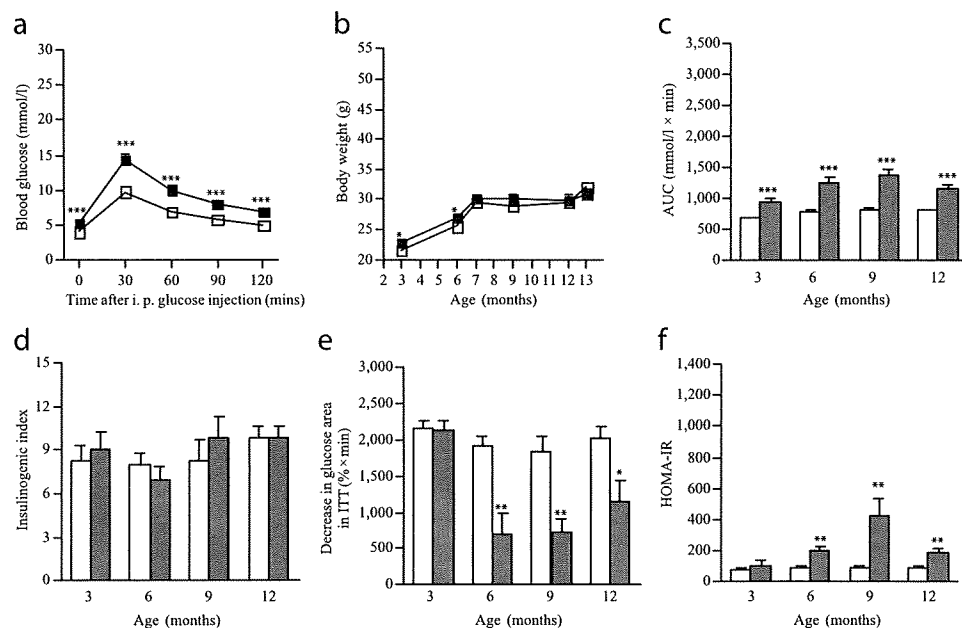 a
Blood glucose (mmol/l)
30
25
20
15
10
5
0
***
***
***
***
***
0 30 60 90 120
Time after i. p. glucose injection (mins)
b
Body weight (g)
55
50
45
40
35
30
25
20
*
*
2 3 4 5 6 7 8 9 10 11 12 13
Age (months)
c
AUC (mmol/l × min)
3,500
3,000
2,500
2,000
1,500
1,000
500
0
***
***
***
***
3 6 9 12
Age (months)
d
Insulinogenic index
15
12
9
6
3
0
3 6 9 12
Age (months)
e
Decrease in glucose area
in ITT (% × min)
3,000
2,500
2,000
1,500
1,000
500
0
**
**
*
3 6 9 12
Age (months)
f
HOMA-IR
1,400
1,200
1,000
800
600
400
200
0
**
**
**
3 6 9 12
Age (months)